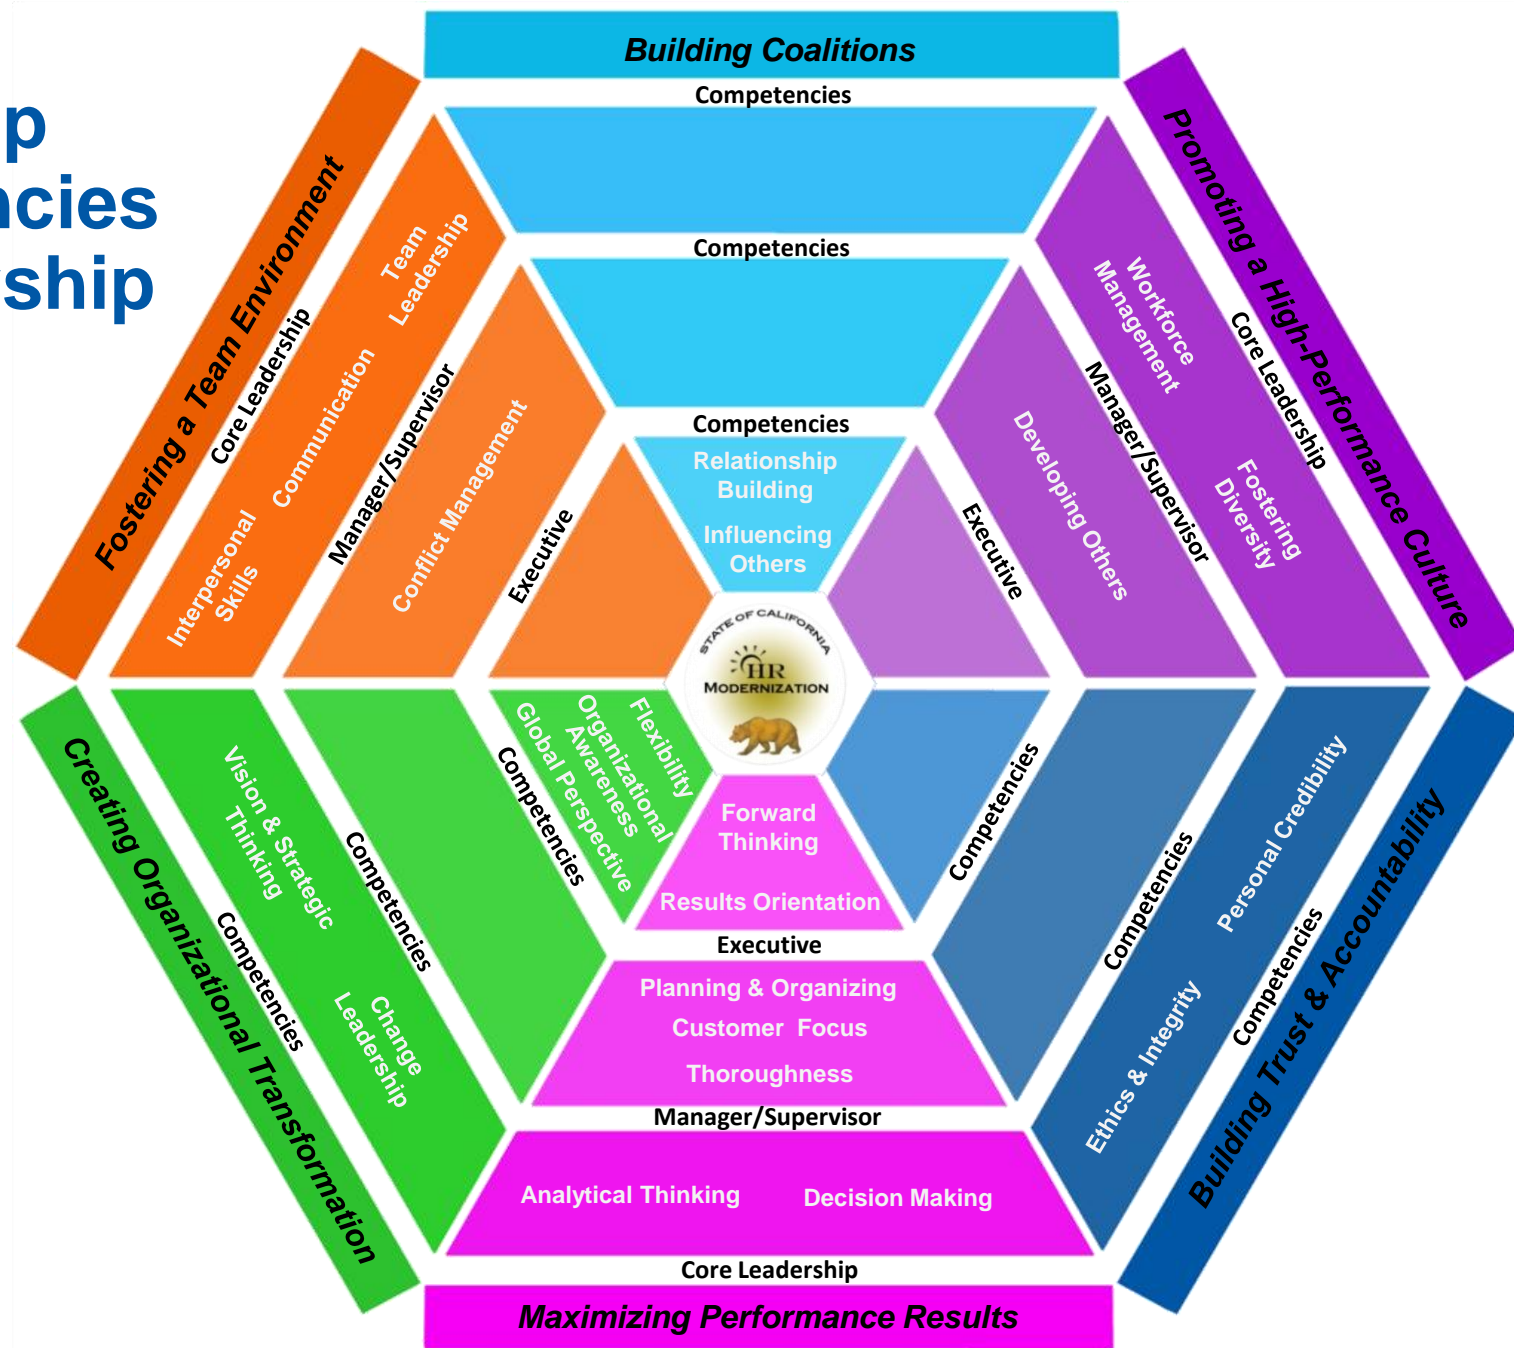 p
ncies
ship
Building Coalitions
Competencies
Competencies
Competencies
Relationship
Building
Influencing
Others
Fostering a Team Environment
Core Leadership
Team
Leadership
Communication
Interpersonal
Skills
Manager/Supervisor
Conflict Management
Executive
Promoting a High-Performance Culture
Core Leadership
Workforce
Management
Fostering
Diversity
Manager/Supervisor
Developing Others
Executive
STATE OF CALIFORNIA
HR
MODERNIZATION
Creating Organizational Transformation
Competencies
Vision & Strategic
Thinking
Change
Leadership
Competencies
Competencies
Flexibility
Organizational
Awareness
Global Perspective
Building Trust & Accountability
Competencies
Personal Credibility
Ethics & Integrity
Competencies
Competencies
Forward
Thinking
Results Orientation
Executive
Planning & Organizing
Customer Focus
Thoroughness
Manager/Supervisor
Analytical Thinking
Decision Making
Core Leadership
Maximizing Performance Results